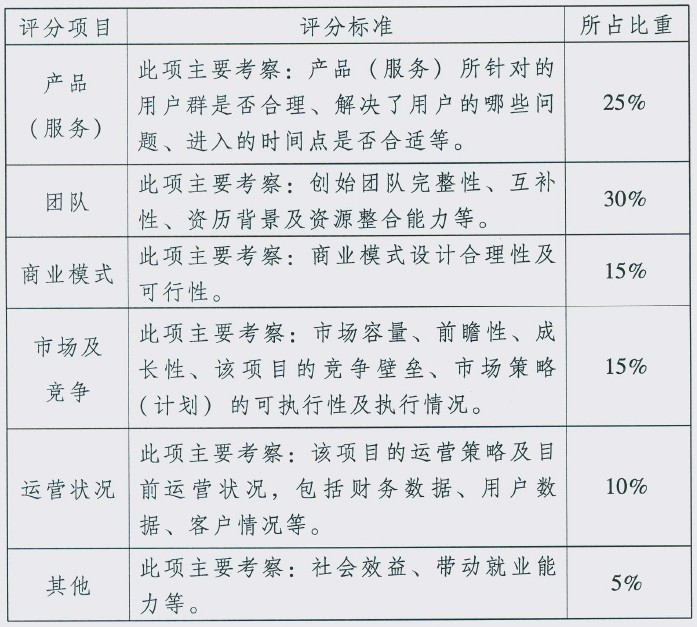 评分项目 评分标准 所占比重
产品
(服务)
此项主要考察：产品（服务）所针对的
用户群是否合理、解决了用户的哪些问
题、进入的时间点是否合适等。
25%
团队
此项主要考察：创始团队完整性、互补
性、资历背景及资源整合能力等。
30%
商业模式
此项主要考察：商业模式设计合理性及
可行性。
15%
市场及
竞争
此项主要考察：市场容量、前瞻性、成
长性、该项目的竞争壁垒、市场策略
（计划）的可执行性及执行情况。
15%
运营状况
此项主要考察：该项目的运营策略及目
前运营状况，包括财务数据、用户数
据、客户情况等。
10%
其他
此项主要考察：社会效益、带动就业能
力等。
5%